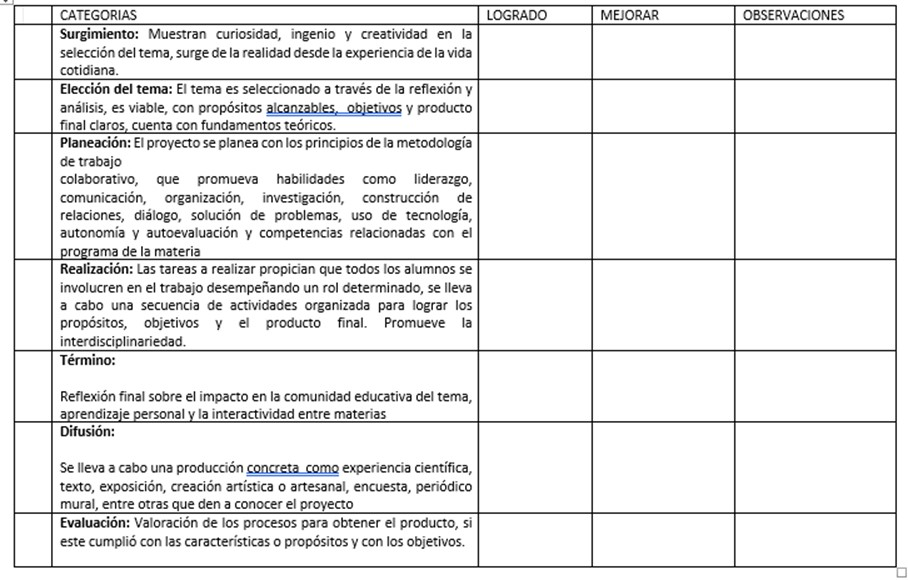 CATEGORIAS LOGRADO MEJORAR OBSERVACIONES
Surgimiento: Muestran curiosidad, ingenio y creatividad en la
selección del tema, surge de la realidad desde la experiencia de la vida
cotidiana.
Elección del tema: El tema es seleccionado a través de la reflexión y
análisis, es viable, con propósitos alcanzables, objetivos y producto
final claros, cuenta con fundamentos teóricos.
Planeación: El proyecto se planea con los principios de la metodología
de trabajo
colaborativo, que promueva habilidades como liderazgo,
comunicación, organización, investigación, construcción de
relaciones, diálogo, solución de problemas, uso de tecnología,
autonomía y autoevaluación y competencias relacionadas con el
programa de la materia
Realización: Las tareas a realizar propician que todos los alumnos se
involucren en el trabajo desempeñando un rol determinado, se lleva
a cabo una secuencia de actividades organizada para lograr los
propósitos, objetivos y el producto final. Promueve la
interdisciplinariedad.
Término:
Reflexión final sobre el impacto en la comunidad educativa del tema,
aprendizaje personal y la interactividad entre materias
Difusión:
Se lleva a cabo una producción concreta como experiencia científica,
texto, exposición, creación artística o artesanal, encuesta, periódico
mural, entre otras que den a conocer el proyecto
Evaluación: Valoración de los procesos para obtener el producto, si
este cumplió con las características o propósitos y con los objetivos.